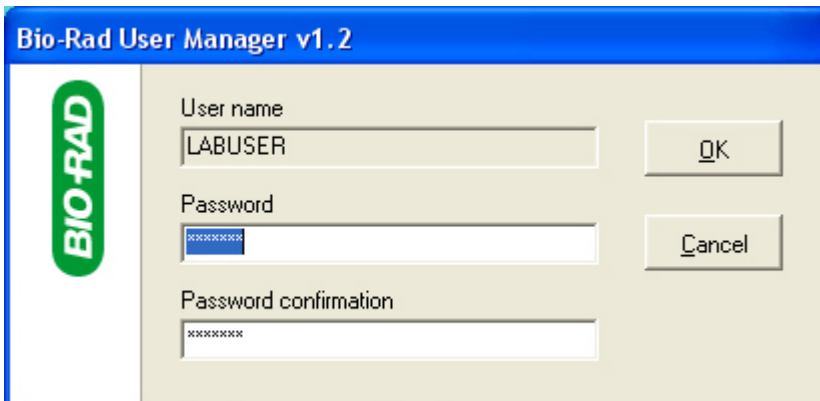 Bio-Rad User Manager v1.2
BIO-RAD
User name
LABUSER
OK
Password
*******
Cancel
Password confirmation
*******